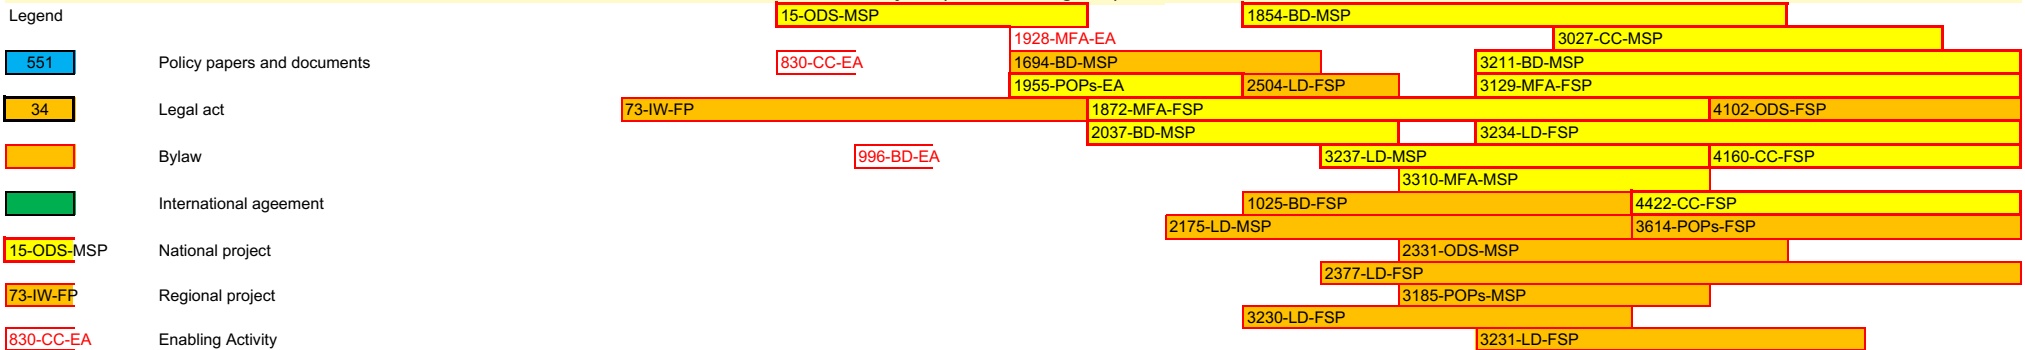 Legend
15-ODS-MSP
1854-BD-MSP
1928-MFA-EA
3027-CC-MSP
551
Policy papers and documents
830-CC-EA
1694-BD-MSP
3211-BD-MSP
1955-POPs-EA
2504-LD-FSP
3129-MFA-FSP
34
Legal act
73-IW-FP
1872-MFA-FSP
4102-ODS-FSP
2037-BD-MSP
3234-LD-FSP
Bylaw
996-BD-EA
3237-LD-MSP
4160-CC-FSP
3310-MFA-MSP
International ageement
1025-BD-FSP
4422-CC-FSP
2175-LD-MSP
3614-POPs-FSP
15-ODS-MSP
National project
2331-ODS-MSP
2377-LD-FSP
73-IW-FP
Regional project
3185-POPs-MSP
3230-LD-FSP
830-CC-EA
Enabling Activity
3231-LD-FSP